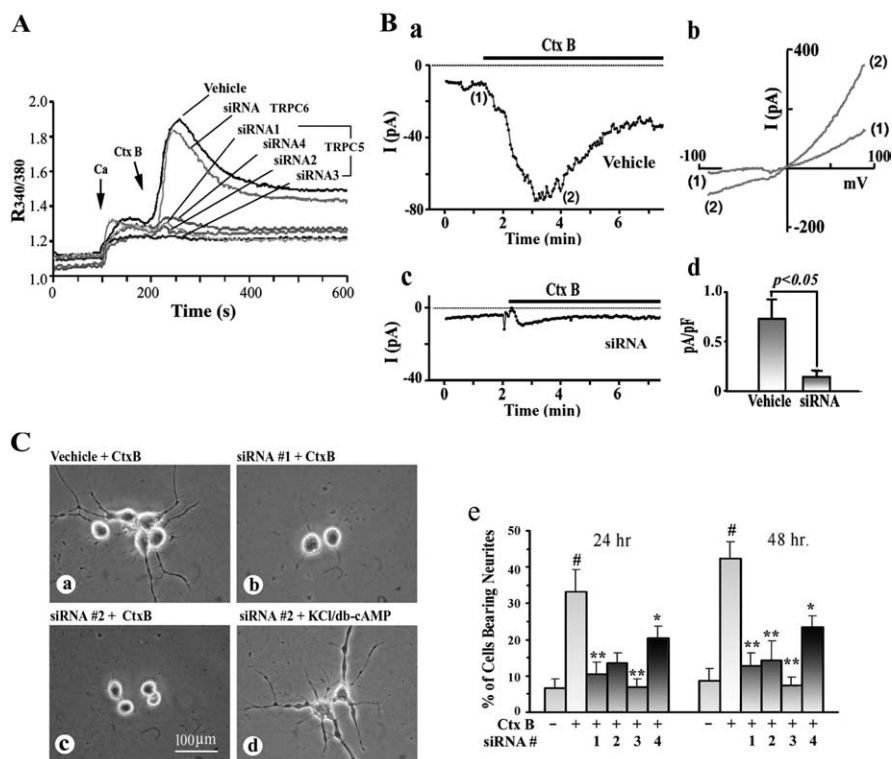 A
Vehicle
siRNA TRPC6
siRNA1
siRNA4 TRPC5
siRNA2
siRNA3
Ctx B
Ca
R340/380
2.0
1.8
1.6
1.4
1.2
1.0
0 200 400 600
Time (s)
B
a
Ctx B
0
-40
-80
I (pA)
(1)
(2)
Vehicle
0 2 4 6
Time (min)
b
400
I (pA)
(2)
(1)
-100
100
mV
(1)
(2)
-200
c
Ctx B
0
-40
I (pA)
siRNA
0 2 4 6
Time (min)
d
p<0.05
1.0
0.5
0
pA/pF
Vehicle siRNA
C
Vechicle + CtxB
a
siRNA #1 + CtxB
b
siRNA #2 + CtxB
c
100µm
siRNA #2 + KCl/db-cAMP
d
e
% of Cells Bearing Neurites
50
40
30
20
10
0
24 hr
48 hr.
# ** ** *
# ** ** ** *
Ctx B − + + + + + − + + + + +
siRNA # 1 2 3 4 1 2 3 4